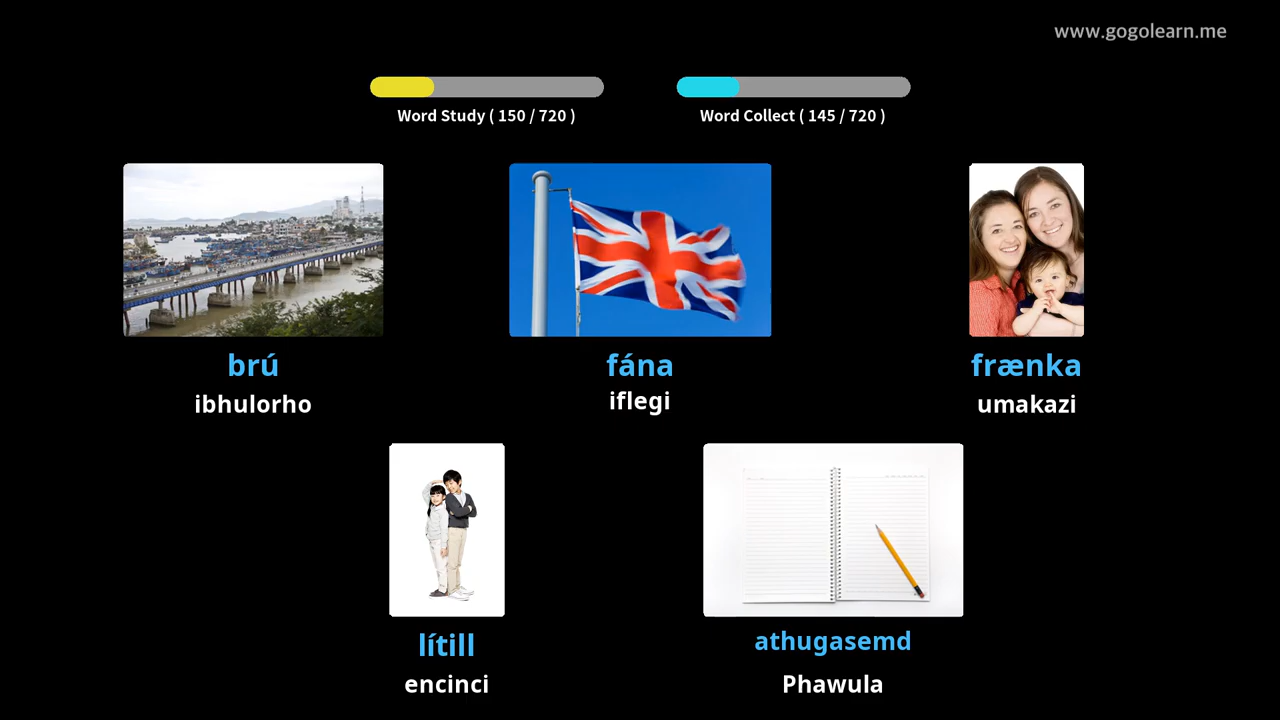 www.gogolearn.me
Word Study ( 150 / 720 )
Word Collect ( 145 / 720 )
brú
ibhulorho
fána
iflegi
frænka
umakazi
lítill
encinci
athugasemd
Phawula